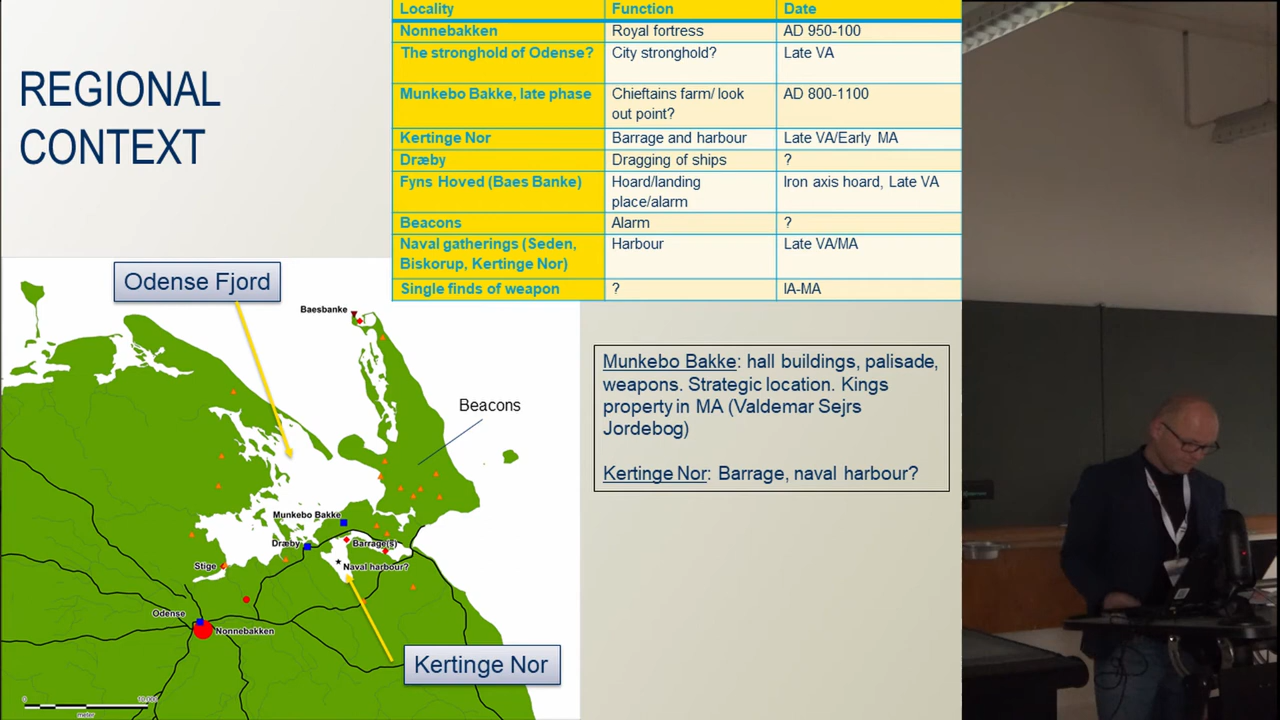 REGIONAL
CONTEXT
Locality Function Date
Nonnebakken Royal fortress AD 950-100
The stronghold of Odense? City stronghold? Late VA
Munkebo Bakke, late phase Chieftains farm/ look out point? AD 800-1100
Kertinge Nor Barrage and harbour Late VA/Early MA
Dræby Dragging of ships ?
Fyns Hoved (Baes Banke) Hoard/landing place/alarm Iron axis hoard, Late VA
Beacons Alarm ?
Naval gatherings (Seden, Biskorup, Kertinge Nor) Harbour Late VA/MA
Single finds of weapon ? IA-MA
Odense Fjord
Baesbanke
Beacons
Munkebo Bakke
Dræby
Barrage(s)
Stige
Naval harbour?
Odense
Nonnebakken
Kertinge Nor
0
meter
Munkebo Bakke: hall buildings, palisade,
weapons. Strategic location. Kings
property in MA (Valdemar Sejrs
Jordebog)
Kertinge Nor: Barrage, naval harbour?